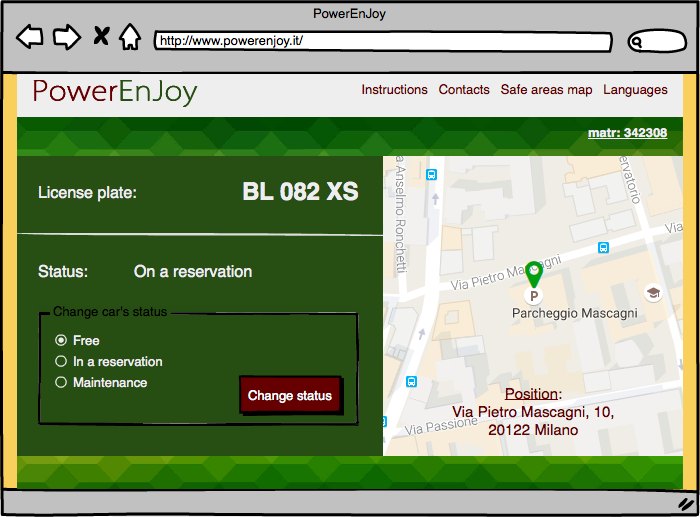 PowerEnJoy
http://www.powerenjoy.it/
PowerEnJoy
Instructions Contacts Safe areas map Languages
matr: 342308
License plate: BL 082 XS
Status: On a reservation
Change car's status
Free
In a reservation
Maintenance
Change status
a Anselmo Ronchetti
ervatorio
Via
Via Pietro Mascagni
P
Parcheggio Mascagni
Position:
Via Pietro Mascagni, 10,
20122 Milano
Via Passione